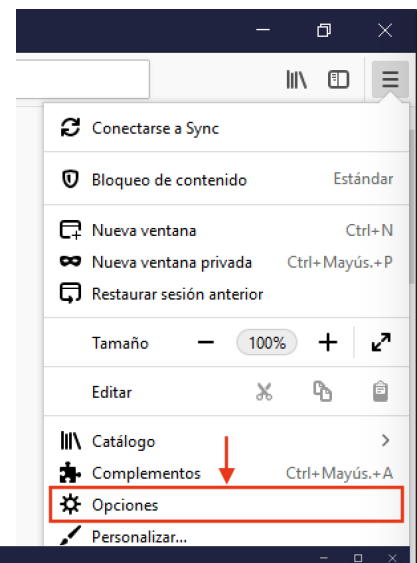 Conectarse a Sync
Bloqueo de contenido Estándar
Nueva ventana Ctrl+N
Nueva ventana privada Ctrl+Mayús.+P
Restaurar sesión anterior
Tamaño 100%
Editar
Catálogo
Complementos Ctrl+Mayús.+A
Opciones
Personalizar...